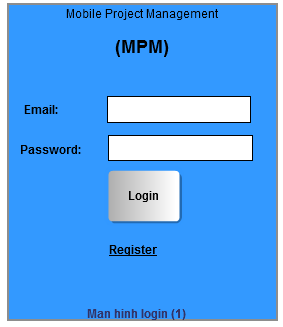 Mobile Project Management
(MPM)
Email:
Password:
Login
Register
Man hinh login (1)